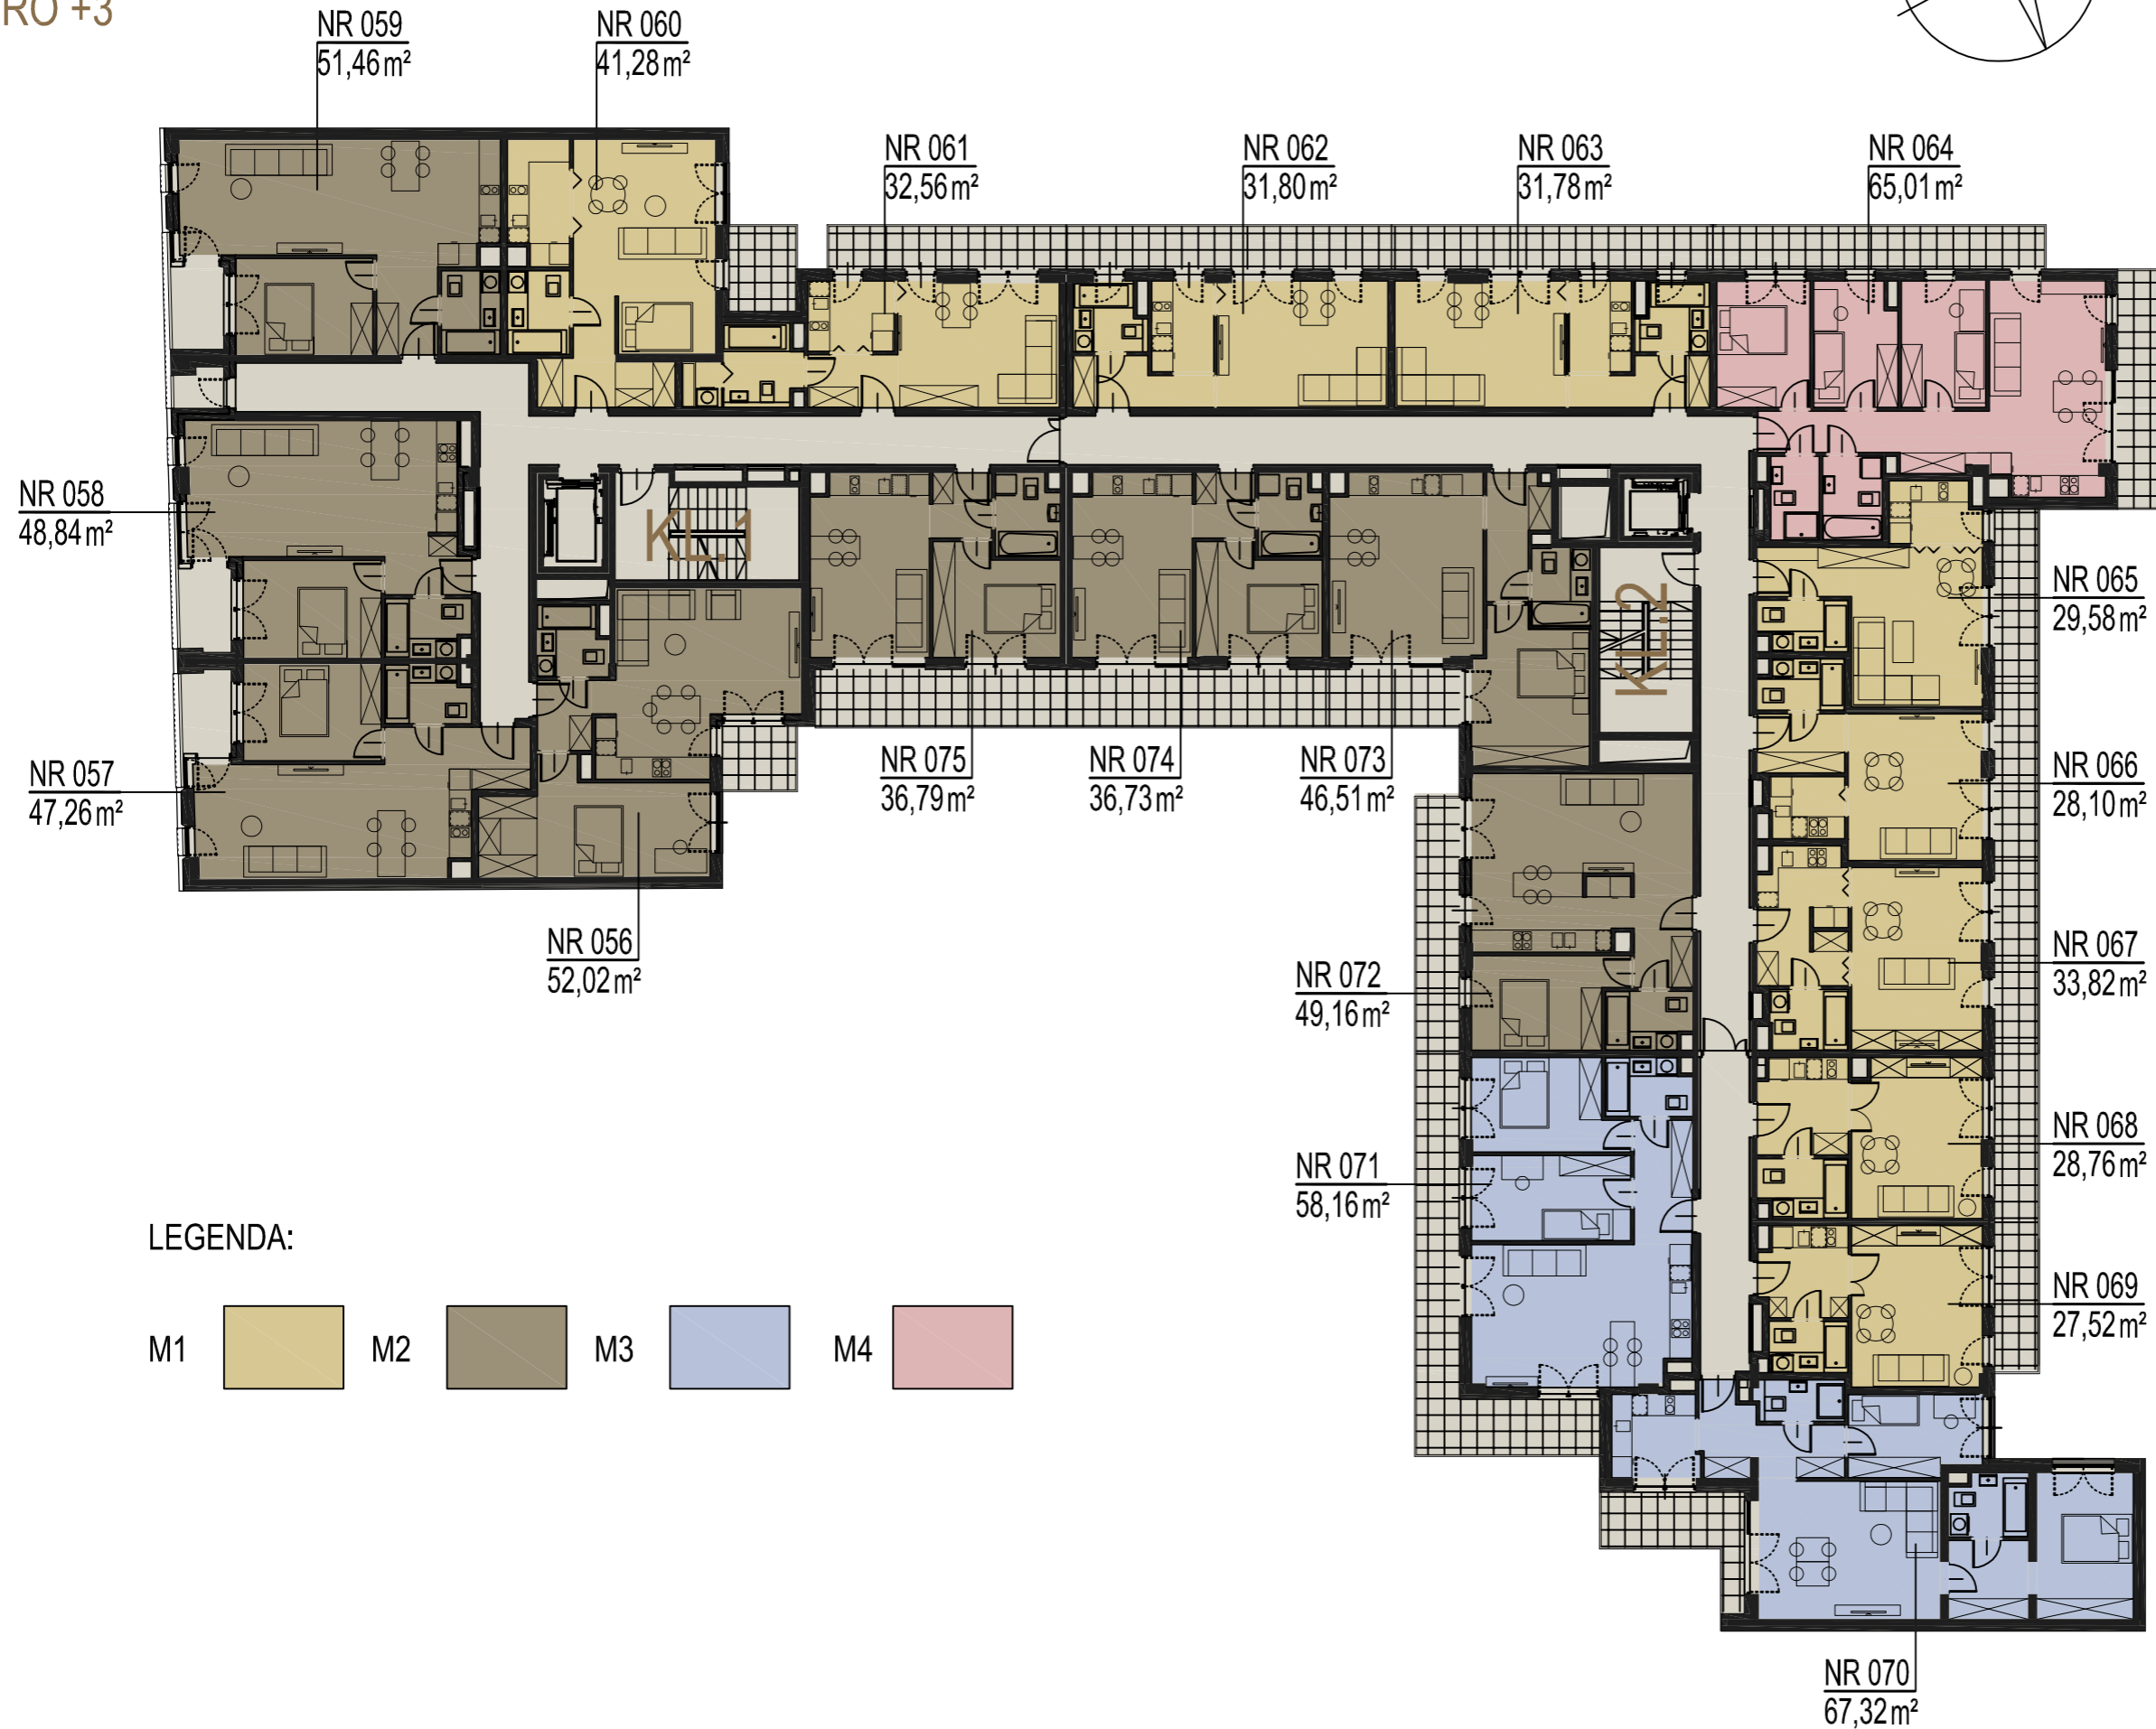 RO +3
NR 059
51,46 m²
NR 060
41,28 m²
NR 061
32,56 m²
NR 062
31,80 m²
NR 063
31,78 m²
NR 064
65,01 m²
NR 058
48,84 m²
KL.1
KL.2
NR 065
29,58 m²
NR 057
47,26 m²
NR 075
36,79 m²
NR 074
36,73 m²
NR 073
46,51 m²
NR 066
28,10 m²
NR 056
52,02 m²
NR 072
49,16 m²
NR 067
33,82 m²
NR 071
58,16 m²
NR 068
28,76 m²
NR 069
27,52 m²
LEGENDA:
M1 M2 M3 M4
NR 070
67,32 m²